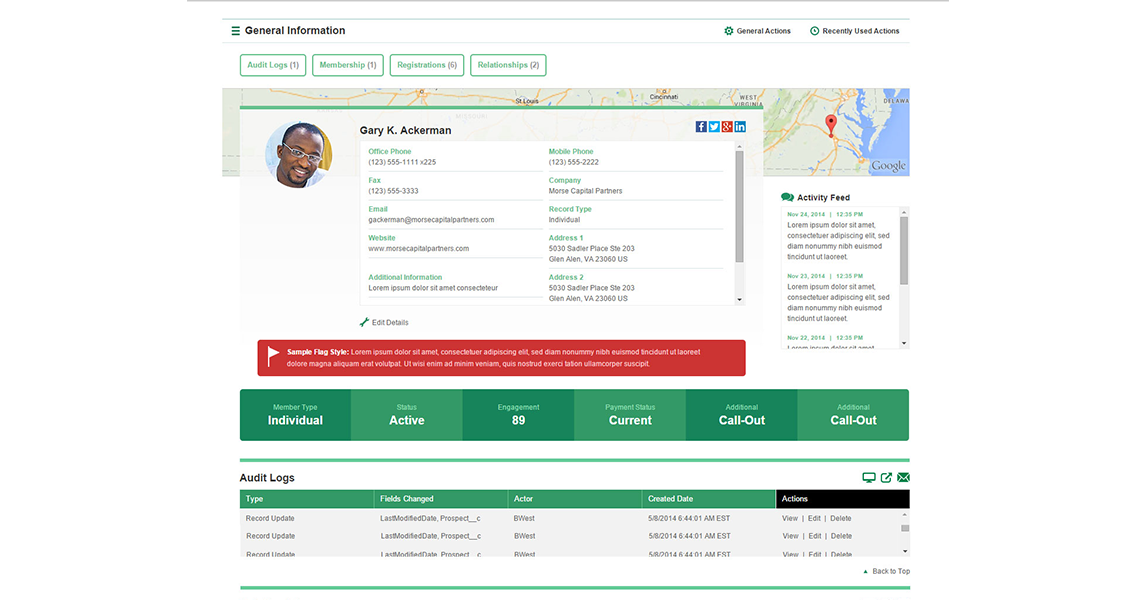 General Information
General Actions
Recently Used Actions
Audit Logs (1)
Membership (1)
Registrations (6)
Relationships (2)
St Louis
Cincinnati
WEST
VIRGINIA
DELAWA
Google
Gary K. Ackerman
Office Phone
(123) 555-1111 x225
Mobile Phone
(123) 555-2222
Fax
(123) 555-3333
Company
Morse Capital Partners
Email
gackerman@morsecapitalpartners.com
Record Type
Individual
Website
www.morsecapitalpartners.com
Address 1
5030 Sadler Place Ste 203
Glen Alen, VA 23060 US
Additional Information
Lorem ipsum dolor sit amet consecteteur
Address 2
5030 Sadler Place Ste 203
Glen Alen, VA 23060 US
Edit Details
Activity Feed
Nov 24, 2014 | 12:35 PM
Lorem ipsum dolor sit amet,
consectetuer adipiscing elit, sed
diam nonummy nibh euismod
tincidunt ut laoreet.
Nov 23, 2014 | 12:35 PM
Lorem ipsum dolor sit amet,
consectetuer adipiscing elit, sed
diam nonummy nibh euismod
tincidunt ut laoreet.
Nov 22, 2014 | 12:35 PM
Lorem ipsum dolor sit amet,
Sample Flag Style: Lorem ipsum dolor sit amet, consectetuer adipiscing elit, sed diam nonummy nibh euismod tincidunt ut laoreet
dolore magna aliquam erat volutpat. Ut wisi enim ad minim veniam, quis nostrud exerci tation ullamcorper suscipit.
Member Type
Individual
Status
Active
Engagement
89
Payment Status
Current
Additional
Call-Out
Additional
Call-Out
Audit Logs
Type Fields Changed Actor Created Date Actions
Record Update LastModifiedDate, Prospect__c BWest 5/8/2014 6:44:01 AM EST View | Edit | Delete
Record Update LastModifiedDate, Prospect__c BWest 5/8/2014 6:44:01 AM EST View | Edit | Delete
Record Update LastModifiedDate, Prospect__c BWest 5/8/2014 6:44:01 AM EST View | Edit | Delete
Back to Top